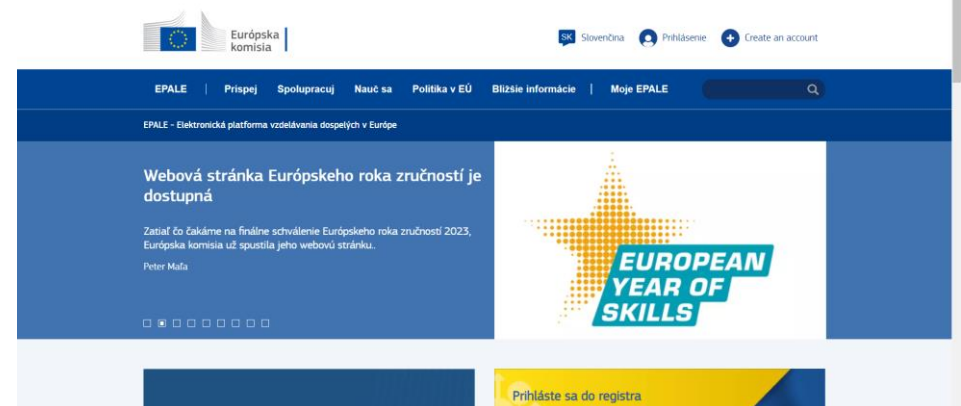 Európska
komisia
SK Slovenčina Prihlásenie Create an account
EPALE | Prispej Spolupracuj Nauč sa Politika v EÚ Bližšie informácie | Moje EPALE
EPALE - Elektronická platforma vzdelávania dospelých v Európe
Webová stránka Európskeho roka zručností je
dostupná
Zatiaľ čo čakáme na finálne schválenie Európskeho roka zručností 2023,
Európska komisia už spustila jeho webovú stránku..
Peter Maľa
EUROPEAN
YEAR OF
SKILLS
Prihláste sa do registra